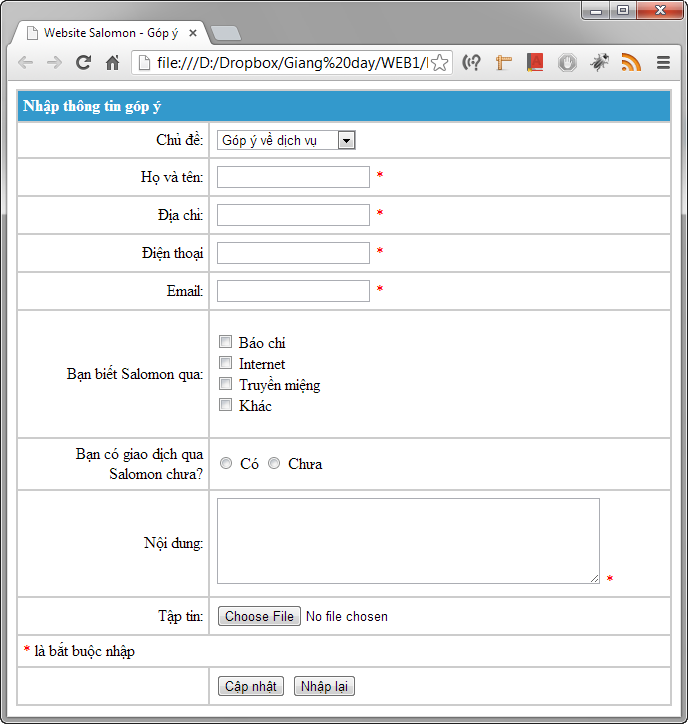 Website Salomon - Góp ý
file:///D:/Dropbox/Giang%20day/WEB1/
Nhập thông tin góp ý
Chủ đề: Góp ý về dịch vụ
Họ và tên: *
Địa chỉ: *
Điện thoại *
Email: *
Bạn biết Salomon qua:
Báo chí
Internet
Truyền miệng
Khác
Bạn có giao dịch qua
Salomon chưa?
Có Chưa
Nội dung: *
Tập tin: Choose File No file chosen
* là bắt buộc nhập
Cập nhật Nhập lại